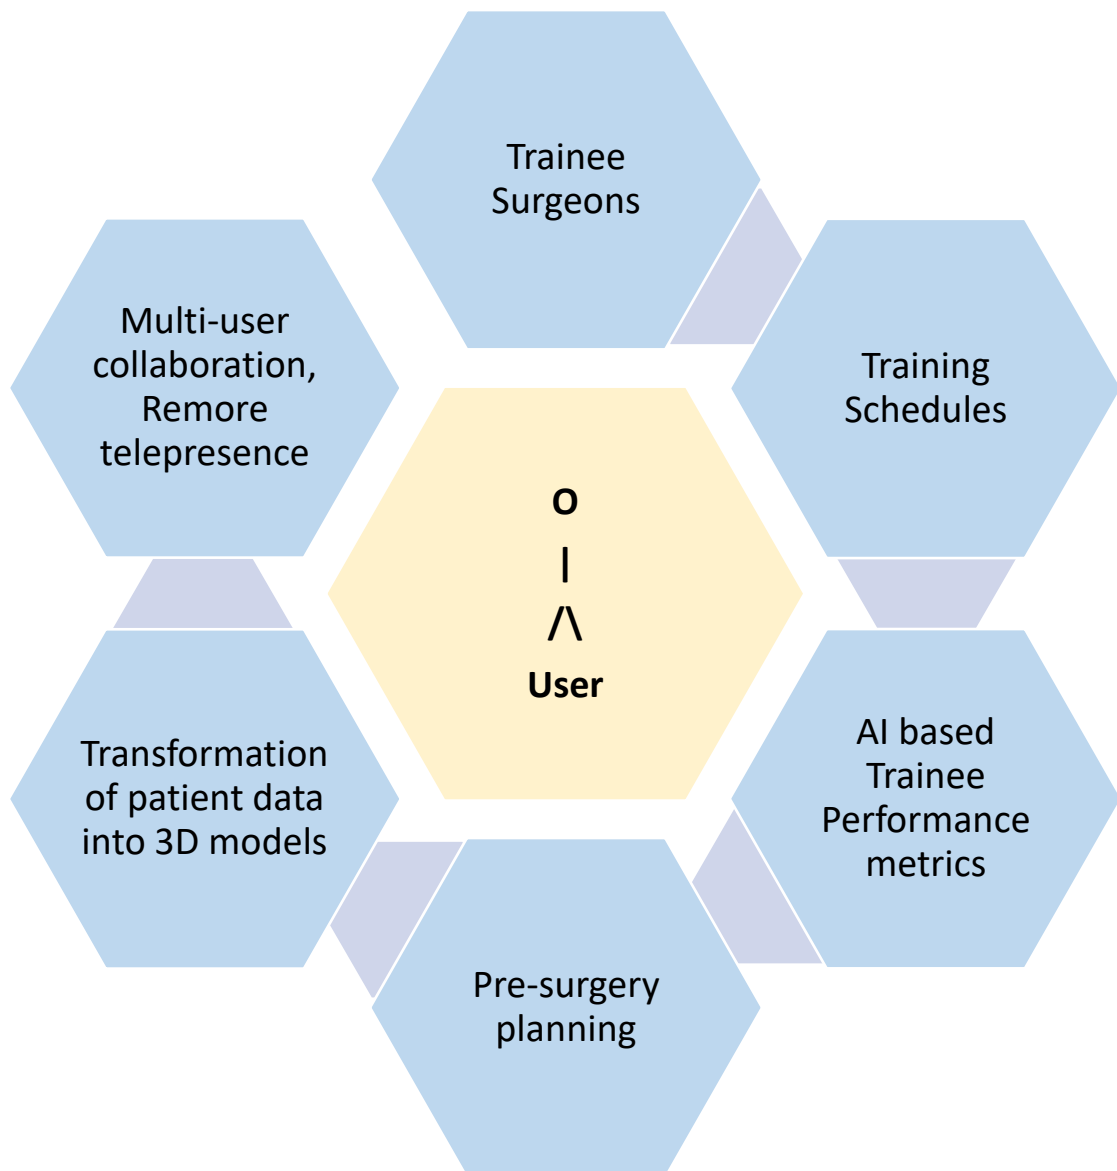 Trainee
Surgeons
Multi-user
collaboration,
Remore
telepresence
Training
Schedules
O
|
/\
User
Transformation
of patient data
into 3D models
AI based
Trainee
Performance
metrics
Pre-surgery
planning